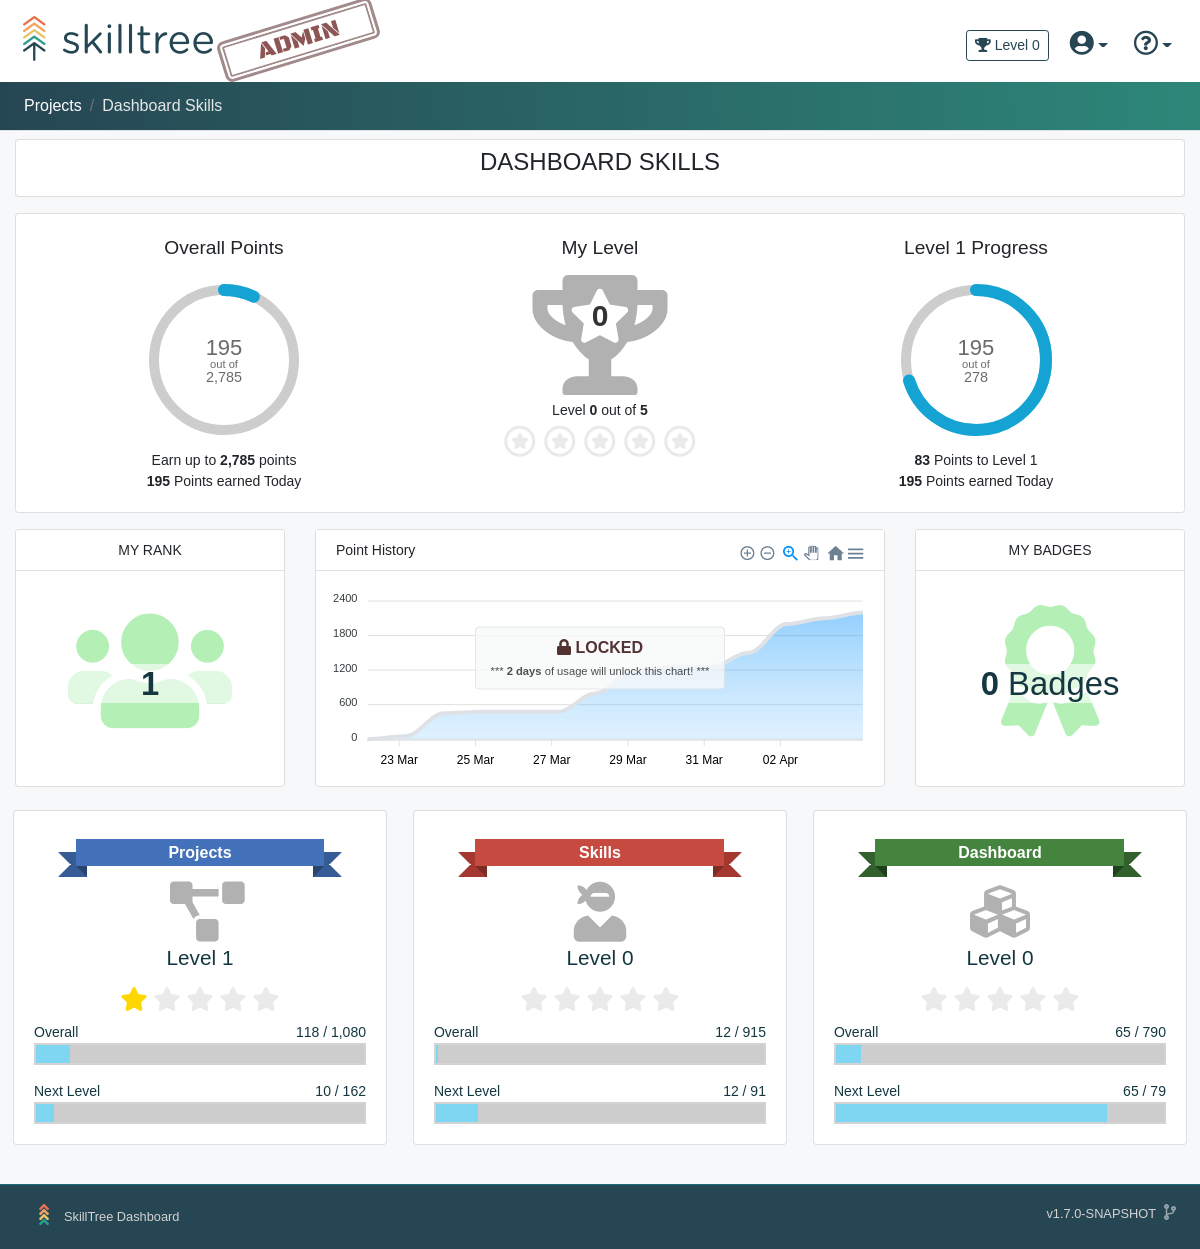 skilltree
ADMIN
Level 0
Projects / Dashboard Skills
DASHBOARD SKILLS
Overall Points
195
out of
2,785
Earn up to 2,785 points
195 Points earned Today
My Level
0
Level 0 out of 5
Level 1 Progress
195
out of
278
83 Points to Level 1
195 Points earned Today
MY RANK
1
Point History
2400
1800
1200
600
0
LOCKED
*** 2 days of usage will unlock this chart! ***
23 Mar 25 Mar 27 Mar 29 Mar 31 Mar 02 Apr
MY BADGES
0 Badges
Projects
Level 1
Overall 118 / 1,080
Next Level 10 / 162
Skills
Level 0
Overall 12 / 915
Next Level 12 / 91
Dashboard
Level 0
Overall 65 / 790
Next Level 65 / 79
SkillTree Dashboard
v1.7.0-SNAPSHOT